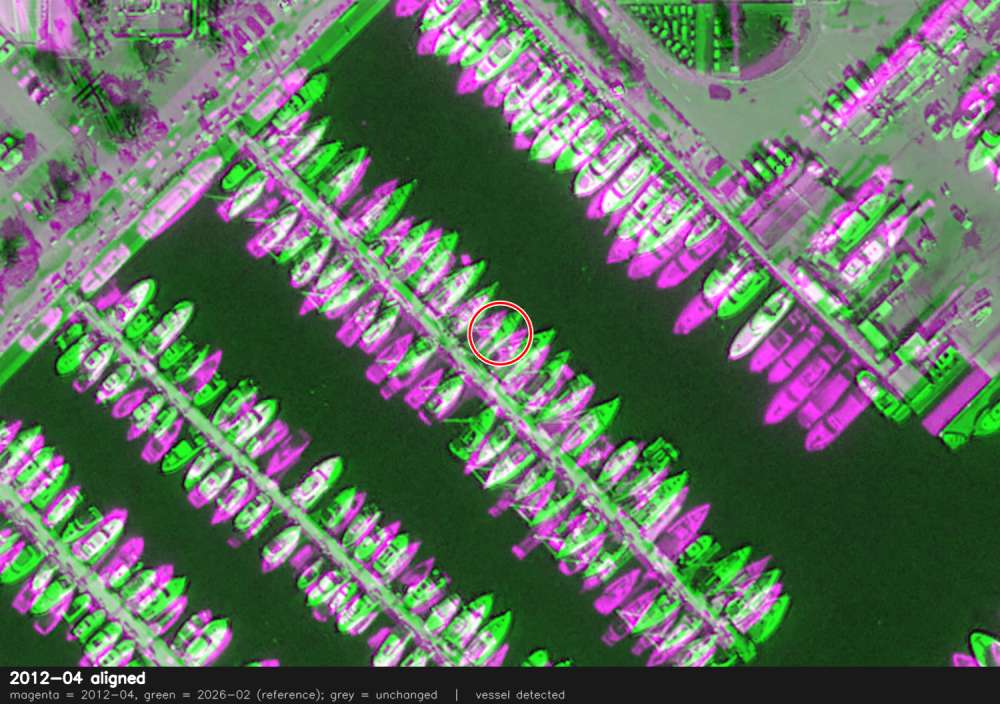 2012-04 aligned
magenta = 2012-04, green = 2026-02 (reference); grey = unchanged | vessel detected